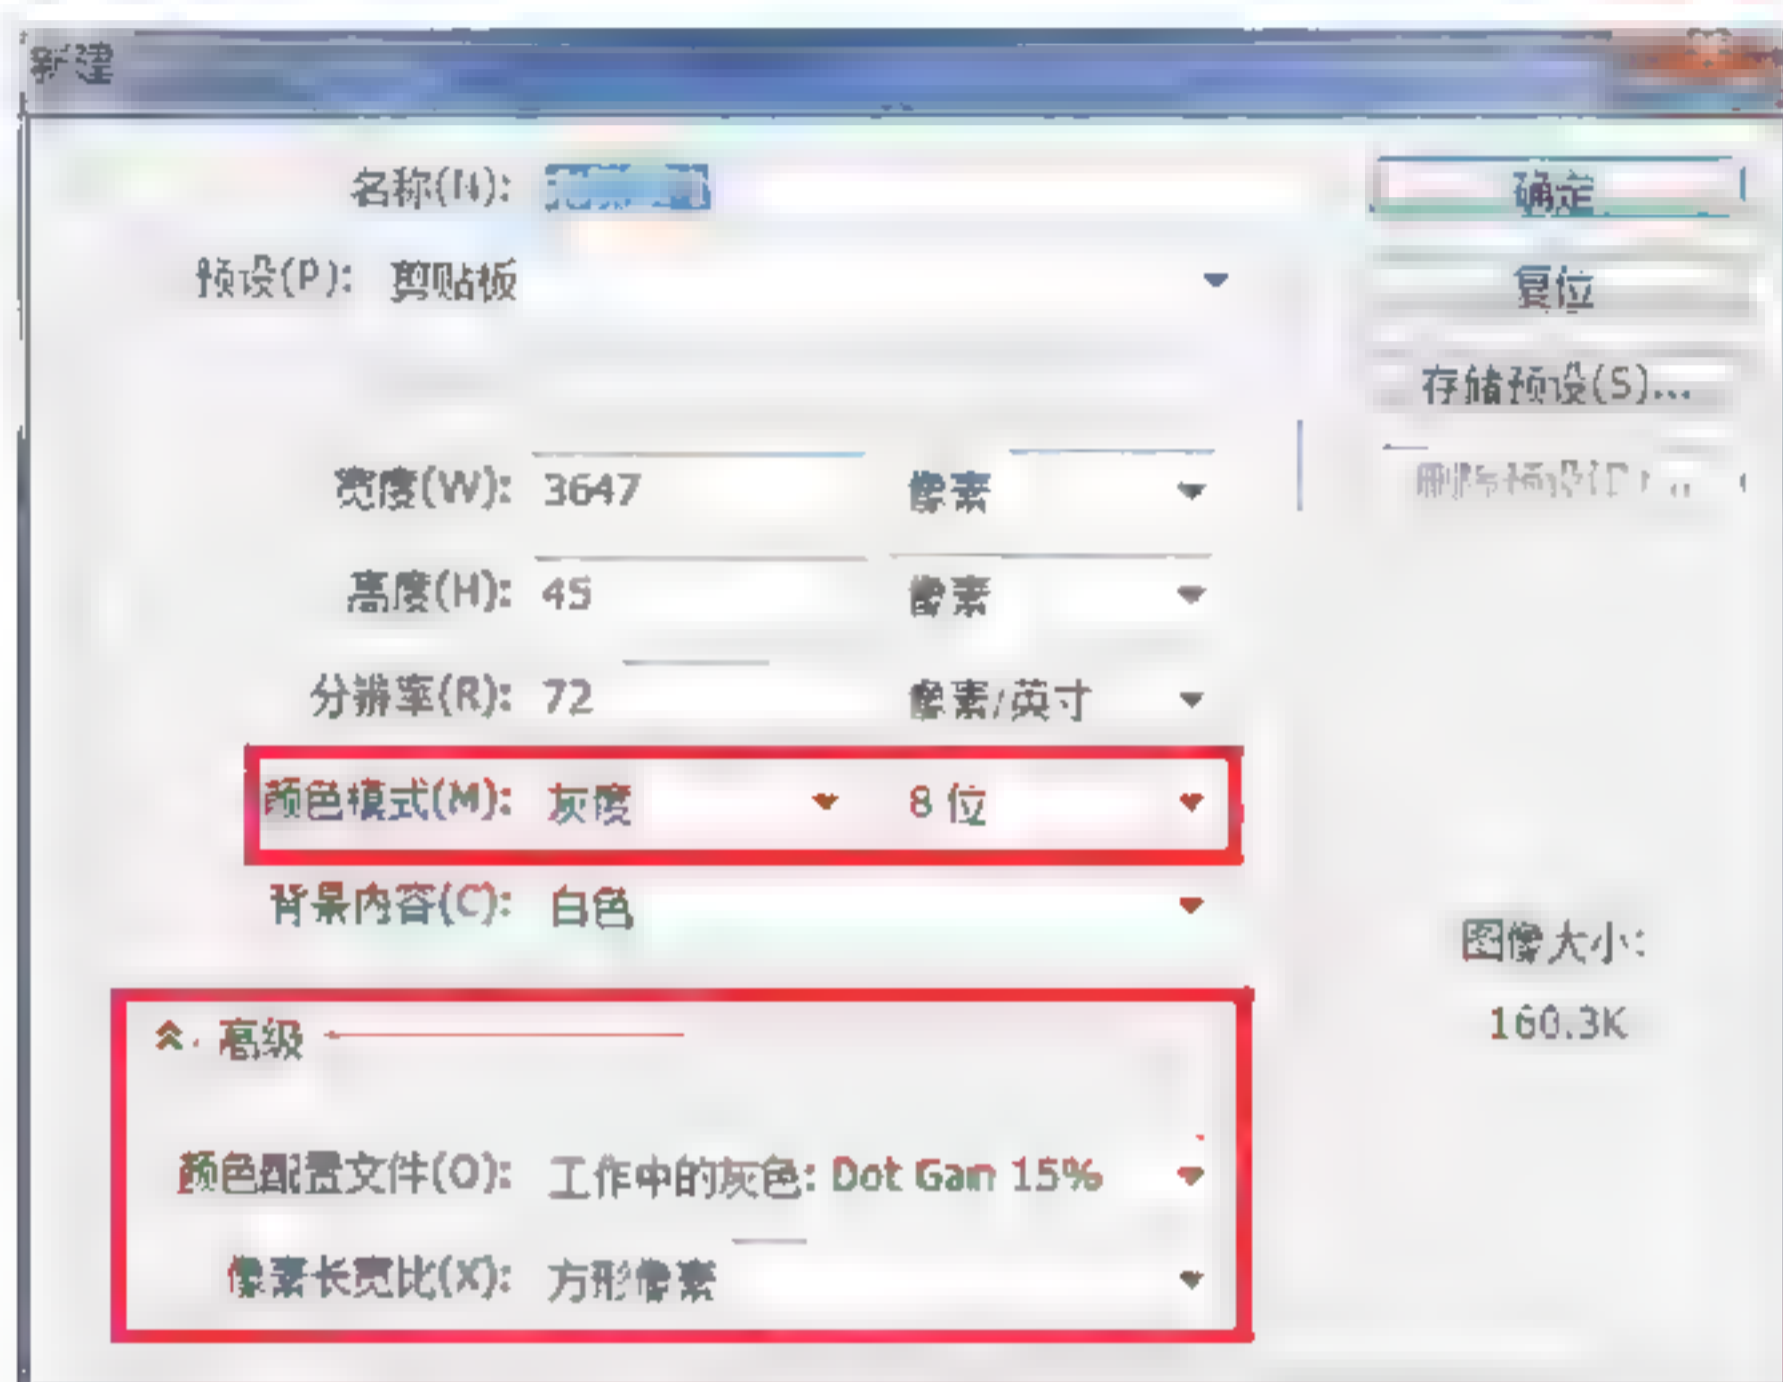 新建
名称(N):
确定
预设(P): 剪贴板
复位
存储预设(S)...
宽度(W): 3647 像素
高度(H): 45 像素
分辨率(R): 72 像素/英寸
颜色模式(M): 灰度 8 位
背景内容(C): 白色
图像大小:
160.3K
高级
颜色配置文件(O): 工作中的灰色: Dot Gain 15%
像素长宽比(X): 方形像素